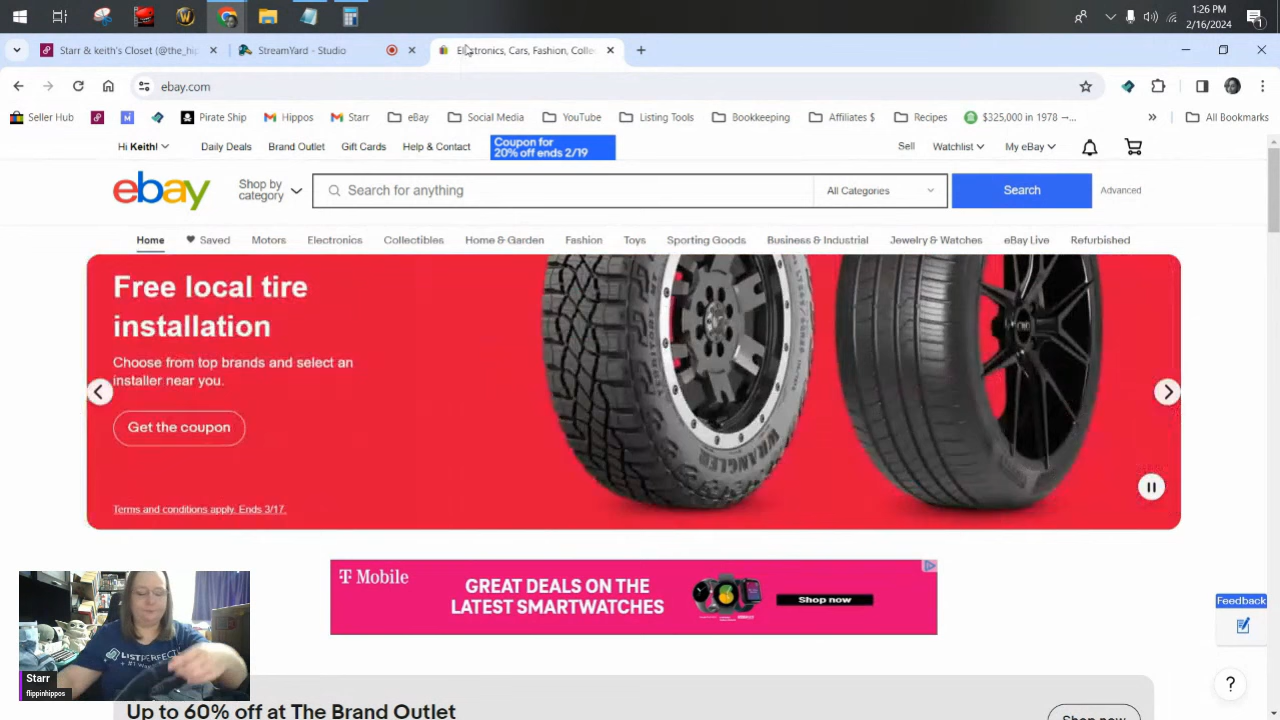 1:26 PM
2/16/2024
Starr & keith's Closet (@the_hip
StreamYard - Studio
Electronics, Cars, Fashion, Colle
ebay.com
Seller Hub
Pirate Ship
Hippos
Starr
eBay
Social Media
YouTube
Listing Tools
Bookkeeping
Affiliates $
Recipes
$325,000 in 1978 →...
All Bookmarks
Hi Keith!
Daily Deals
Brand Outlet
Gift Cards
Help & Contact
Coupon for
20% off ends 2/19
Sell
Watchlist
My eBay
ebay
Shop by
category
Search for anything
All Categories
Search
Advanced
Home
Saved
Motors
Electronics
Collectibles
Home & Garden
Fashion
Toys
Sporting Goods
Business & Industrial
Jewelry & Watches
eBay Live
Refurbished
Free local tire
installation
Choose from top brands and select an
installer near you.
Get the coupon
Terms and conditions apply. Ends 3/17.
WRANGLER
T Mobile
GREAT DEALS ON THE
LATEST SMARTWATCHES
Shop now
Feedback
LISTPERFECT
Starr
flippinhippos
Up to 60% off at The Brand Outlet
Shop now